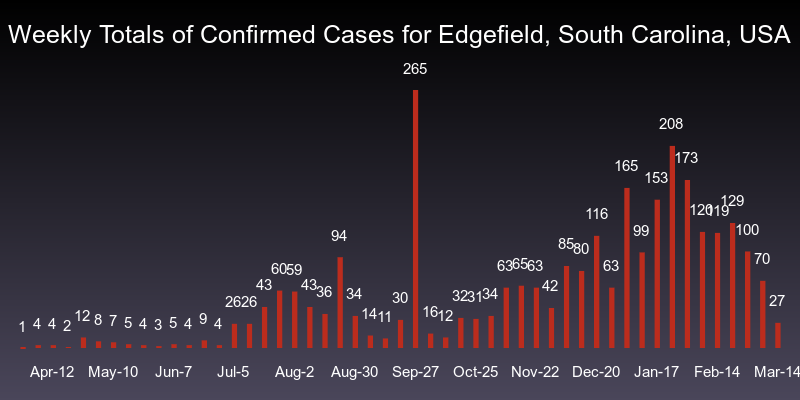 Weekly Totals of Confirmed Cases for Edgefield, South Carolina, USA
1 4 4 2 12 8 7 5 4 3 5 4 9 4 26 26 43 60 59 43 36 94 34 14 11 30 265 16 12 32 31 34 63 65 63 42 85 80 116 63 165 99 153 208 173 120 119 129 100 70 27
Apr-12 May-10 Jun-7 Jul-5 Aug-2 Aug-30 Sep-27 Oct-25 Nov-22 Dec-20 Jan-17 Feb-14 Mar-14